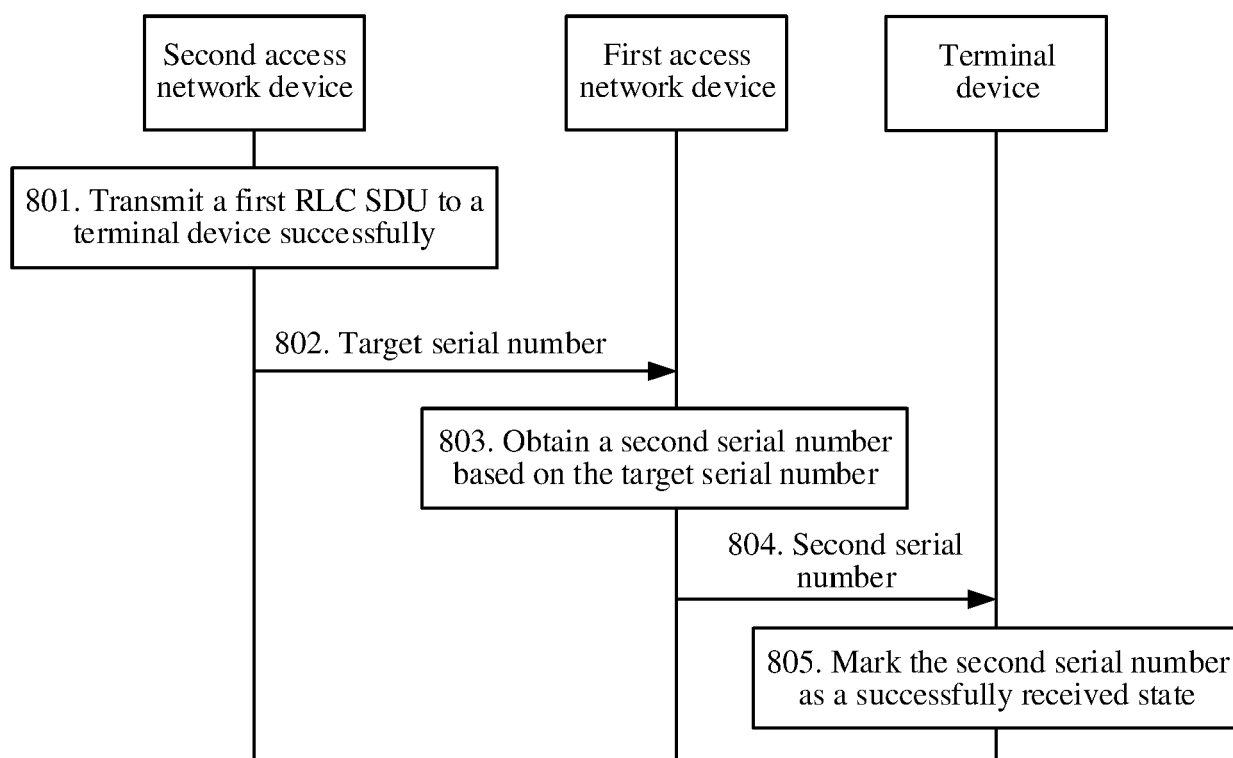 Second access
network device
First access
network device
Terminal
device
801. Transmit a first RLC SDU to a
terminal device successfully
802. Target serial number
803. Obtain a second serial number
based on the target serial number
804. Second serial
number
805. Mark the second serial number
as a successfully received state